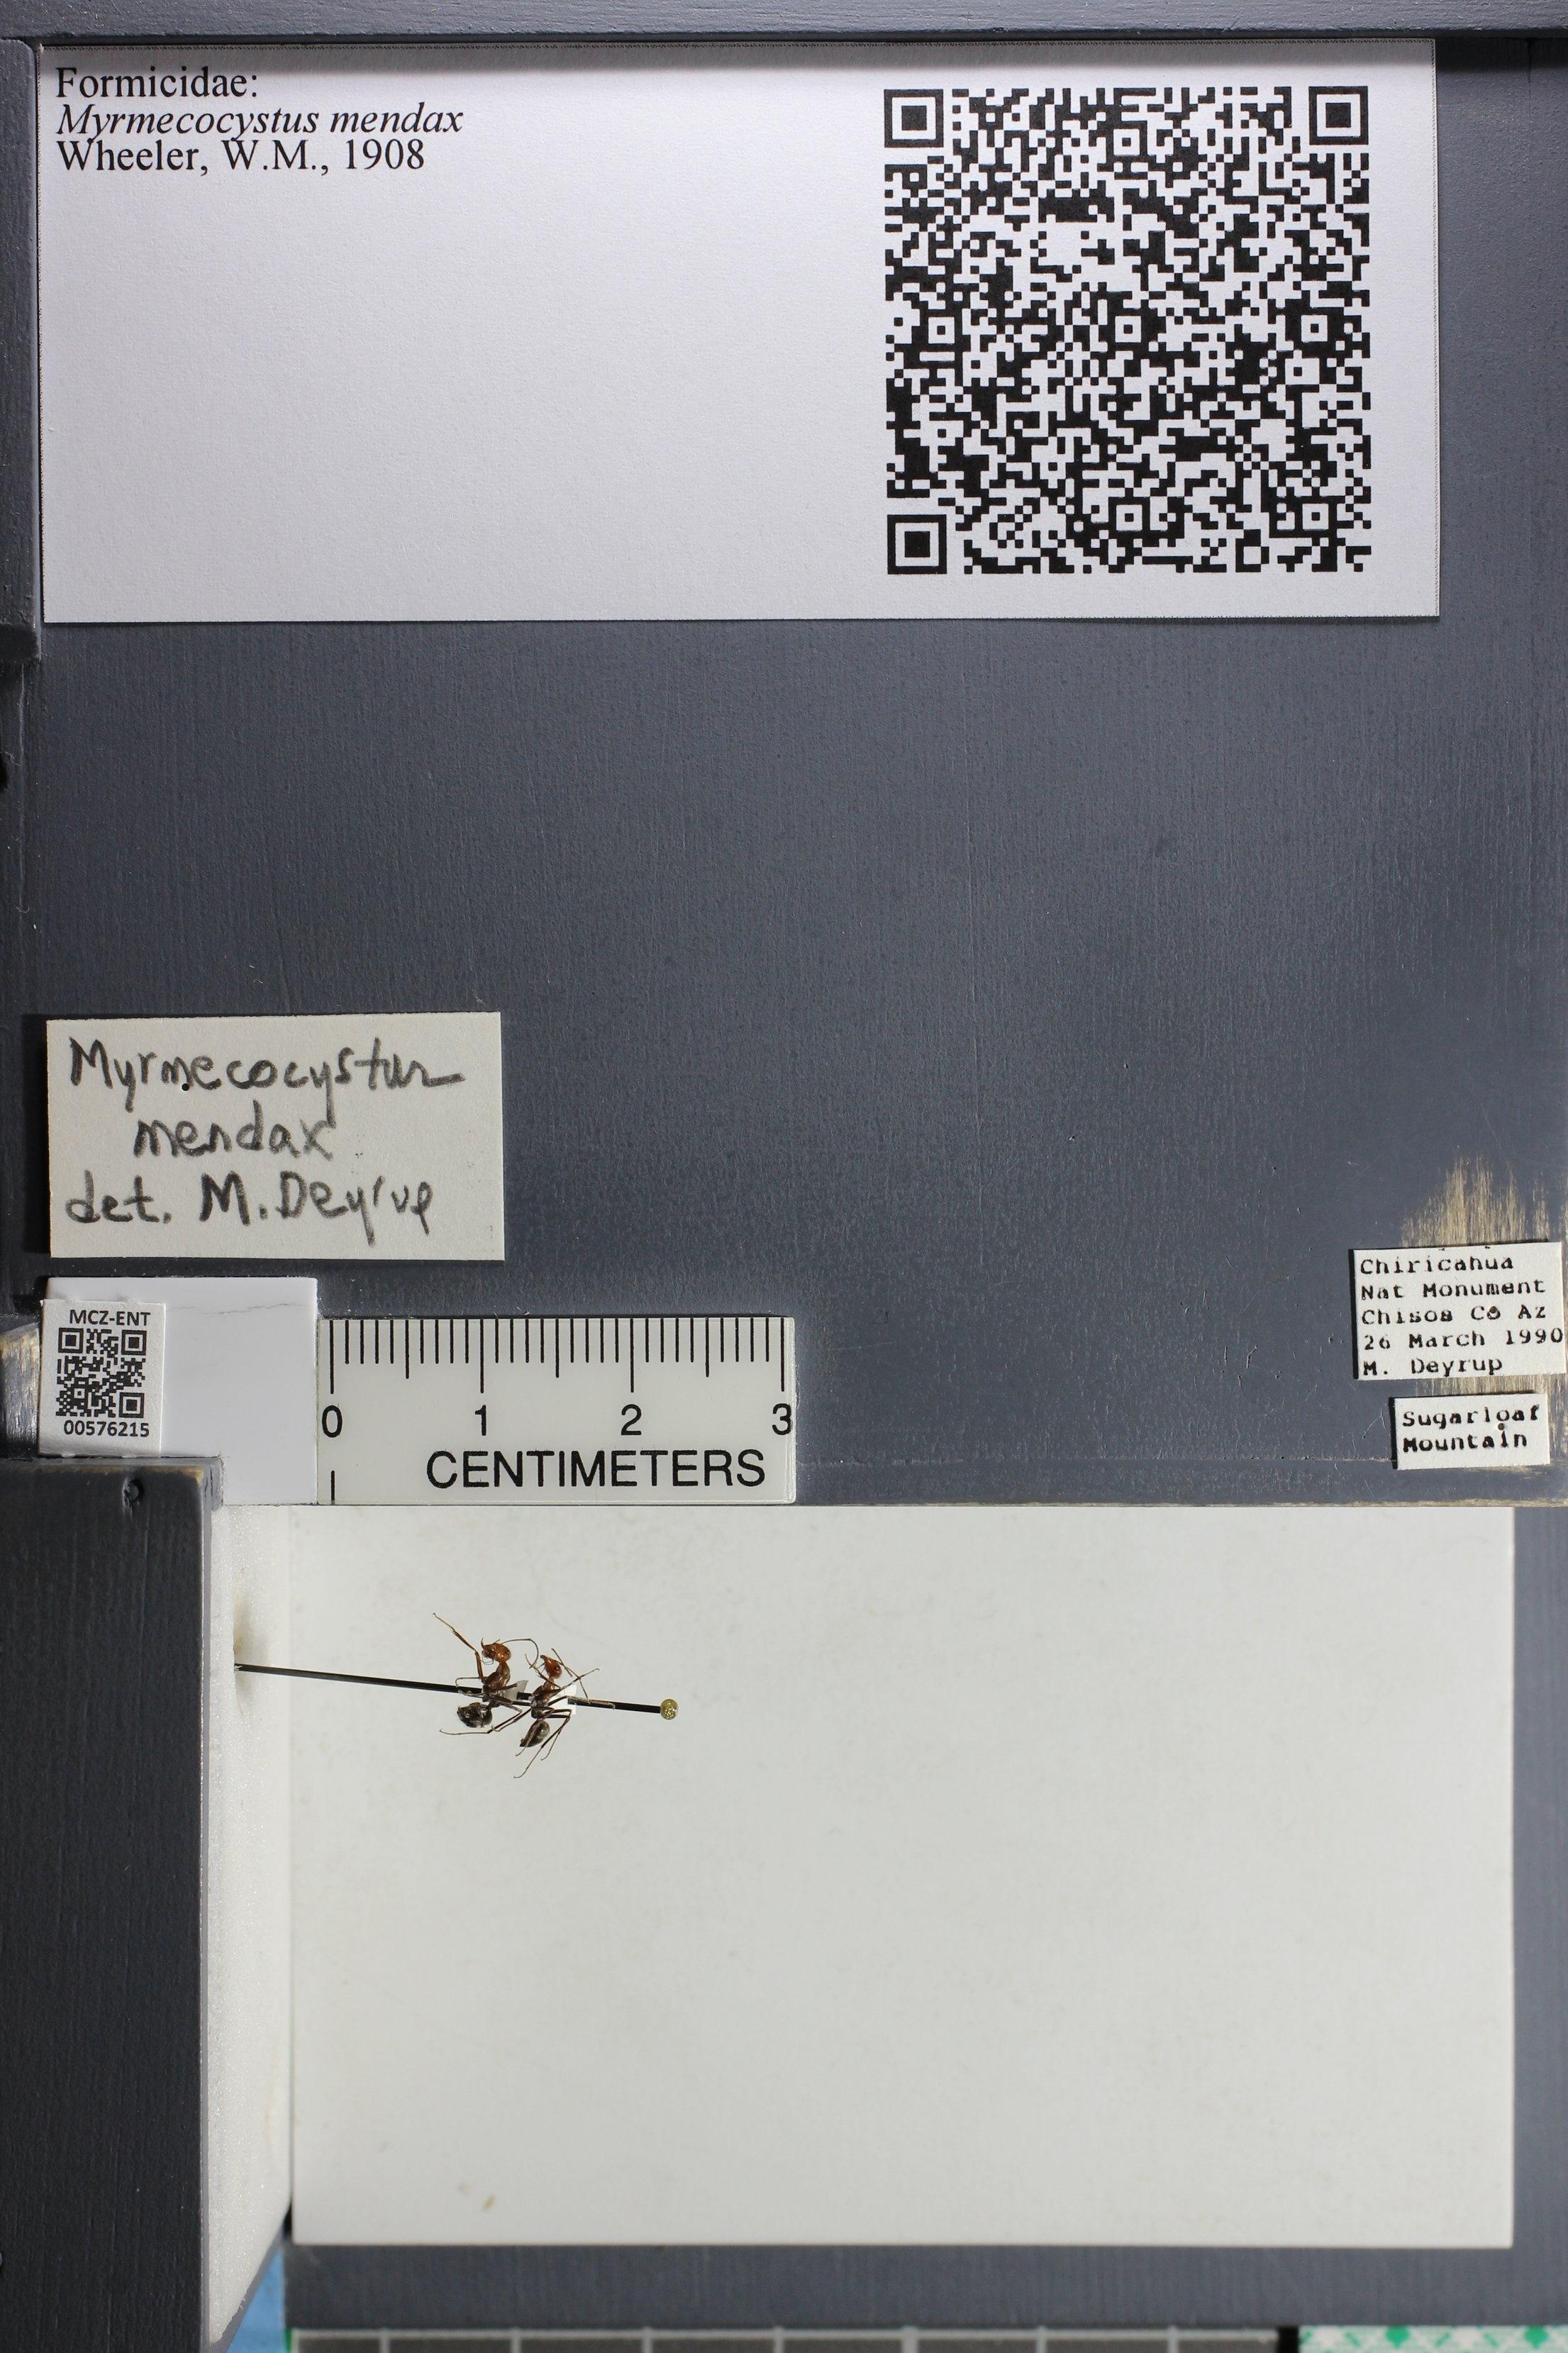 Formicidae:
Myrmecocystus mendax
Wheeler, W.M., 1908
Myrmecocystus
mendax
det. M. Deyrup
MCZ-ENT
00576215
0 1 2 3
CENTIMETERS
Chiricahua
Nat Monument
Chisos Co Az
26 March 1990
M. Deyrup
Sugarloaf
Mountain